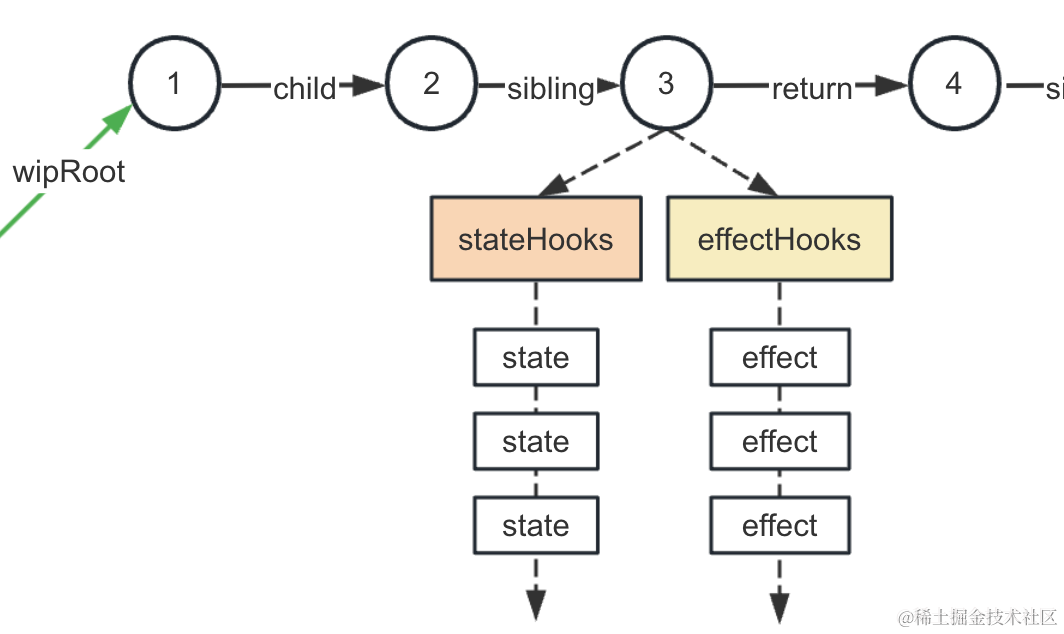 1
child
2
sibling
3
return
4
si
wipRoot
stateHooks
effectHooks
state
effect
state
effect
state
effect
@稀土掘金技术社区